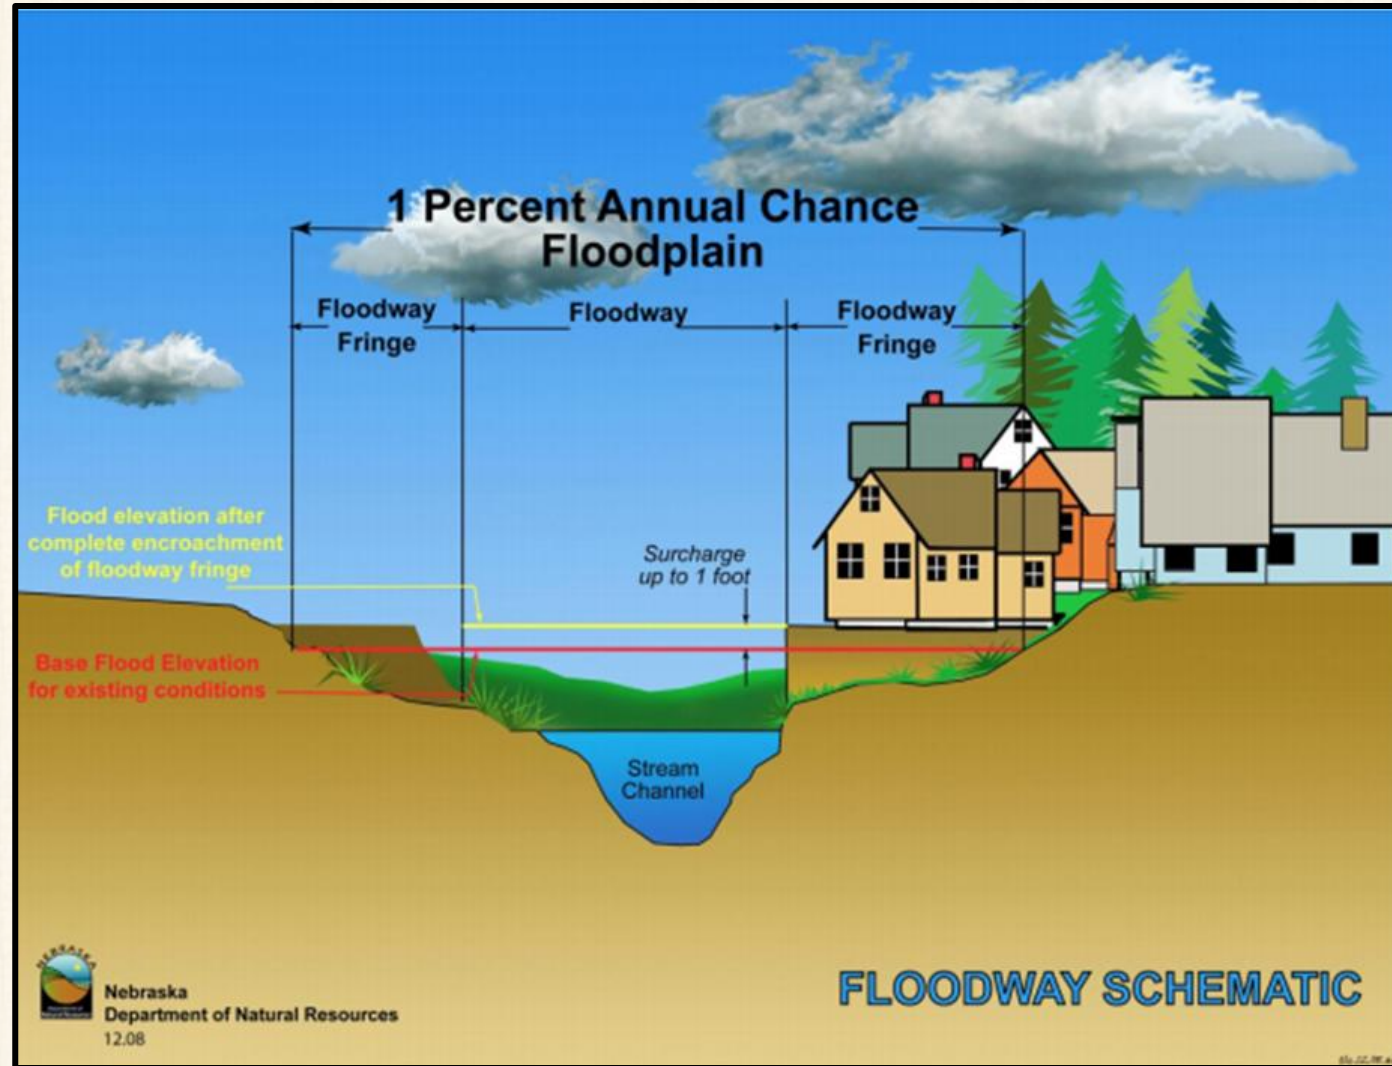 1 Percent Annual Chance
Floodplain
Floodway
Fringe
Floodway
Floodway
Fringe
Flood elevation after
complete encroachment
of floodway fringe
Surcharge
up to 1 foot
Base Flood Elevation
for existing conditions
Stream
Channel
NEBRASKA
Nebraska
Department of Natural Resources
12.08
FLOODWAY SCHEMATIC